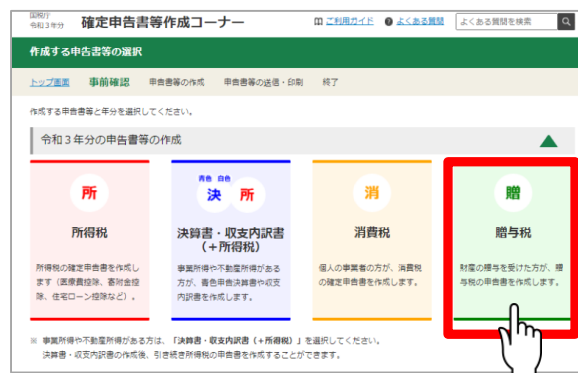 国税庁
令和3年分
確定申告書等作成コーナー
ご利用ガイド
よくある質問
よくある質問を検索
作成する申告書等の選択
トップ画面 事前確認 申告書等の作成 申告書等の送信・印刷 終了
作成する申告書等と年分を選択してください。
令和3年分の申告書等の作成
所
所得税
所得税の確定申告書を作成し
ます(医療費控除、寄附金控
除、住宅ローン控除など)。
青色 白色
決 所
決算書・収支内訳書
(+所得税)
事業所得や不動産所得がある
方が、青色申告決算書や収支
内訳書を作成します。
消
消費税
個人の事業者の方が、消費税
の確定申告書を作成します。
贈
贈与税
財産の贈与を受けた方が、贈
与税の申告書を作成します。
※ 事業所得や不動産所得がある方は、「決算書・収支内訳書(+所得税)」を選択してください。
決算書・収支内訳書の作成後、引き続き所得税の申告書を作成することができます。